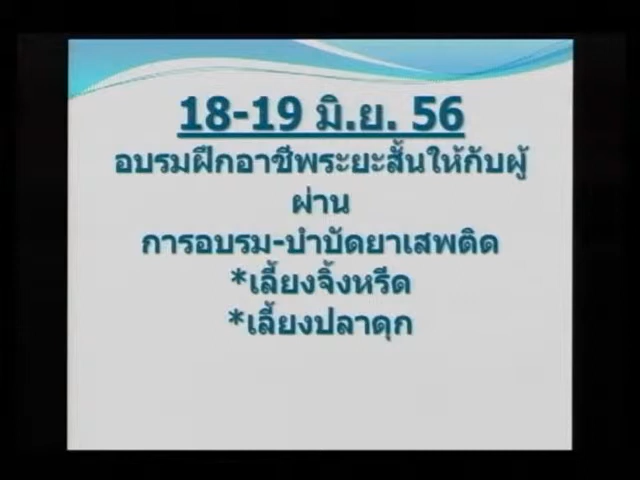 18-19 มิ.ย. 56
อบรมฝึกอาชีพระยะสั้นให้กับผู้
ผ่าน
การอบรม-บำบัดยาเสพติด
*เลี้ยงจิ้งหรีด
*เลี้ยงปลาดุก